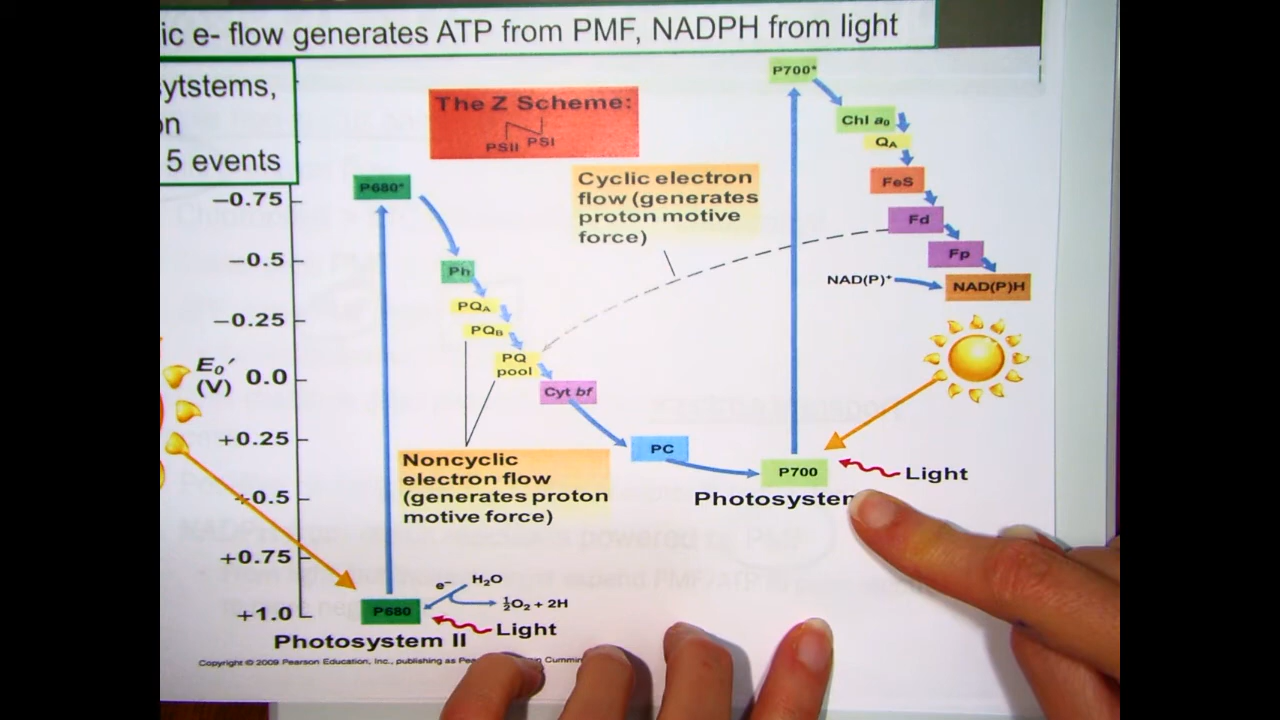 ic e- flow generates ATP from PMF, NADPH from light
ytstems,
on
5 events
The Z Scheme:
PSII PSI
P700*
Chl a0
QA
FeS
Fd
Fp
NAD(P)+
NAD(P)H
Cyclic electron
flow (generates
proton motive
force)
P680*
Ph
PQA
PQB
PQ
pool
Cyt bf
PC
P700
Light
Photosystem
−0.75
−0.5
−0.25
E0′
(V)
0.0
+0.25
+0.5
+0.75
+1.0
Noncyclic
electron flow
(generates proton
motive force)
e−
H2O
½O2 + 2H
P680
Light
Photosystem II
Copyright © 2009 Pearson Education, Inc., publishing as